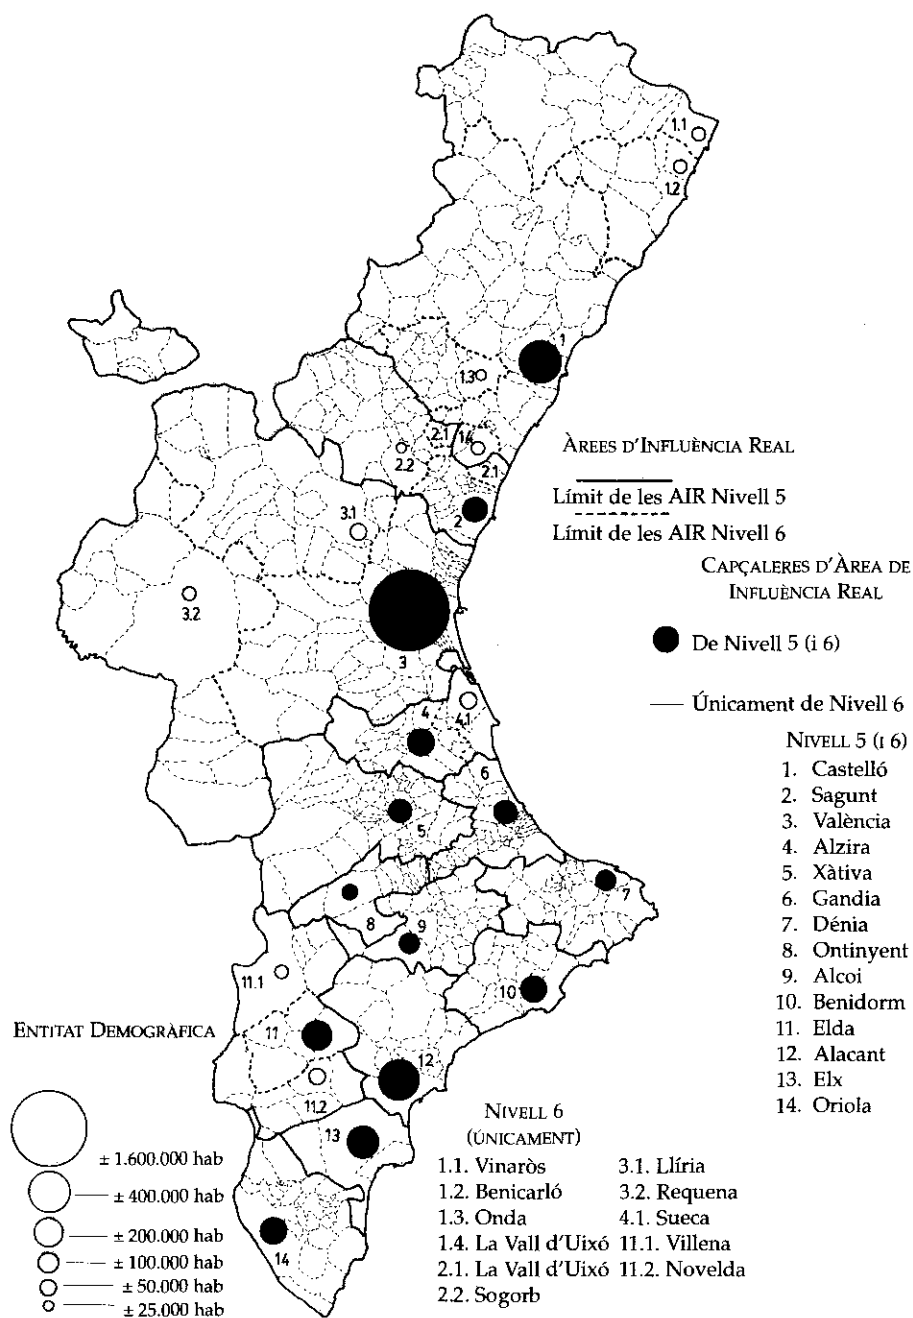 1.1
1.2
1
1.3
2.1
1.4
2.2
2.1
2
3.1
3.2
3
4
4.1
6
5
7
8
9
10
11.1
11
12
11.2
13
14
ÀREES D'INFLUÈNCIA REAL
Límit de les AIR Nivell 5
Límit de les AIR Nivell 6
CAPÇALERES D'ÀREA DE
INFLUÈNCIA REAL
De Nivell 5 (i 6)
Únicament de Nivell 6
NIVELL 5 (I 6)
1. Castelló
2. Sagunt
3. València
4. Alzira
5. Xàtiva
6. Gandia
7. Dénia
8. Ontinyent
9. Alcoi
10. Benidorm
11. Elda
12. Alacant
13. Elx
14. Oriola
ENTITAT DEMOGRÀFICA
± 1.600.000 hab
± 400.000 hab
± 200.000 hab
± 100.000 hab
± 50.000 hab
± 25.000 hab
NIVELL 6
(ÚNICAMENT)
1.1. Vinaròs
1.2. Benicarló
1.3. Onda
1.4. La Vall d'Uixó
2.1. La Vall d'Uixó
2.2. Sogorb
3.1. Llíria
3.2. Requena
4.1. Sueca
11.1. Villena
11.2. Novelda